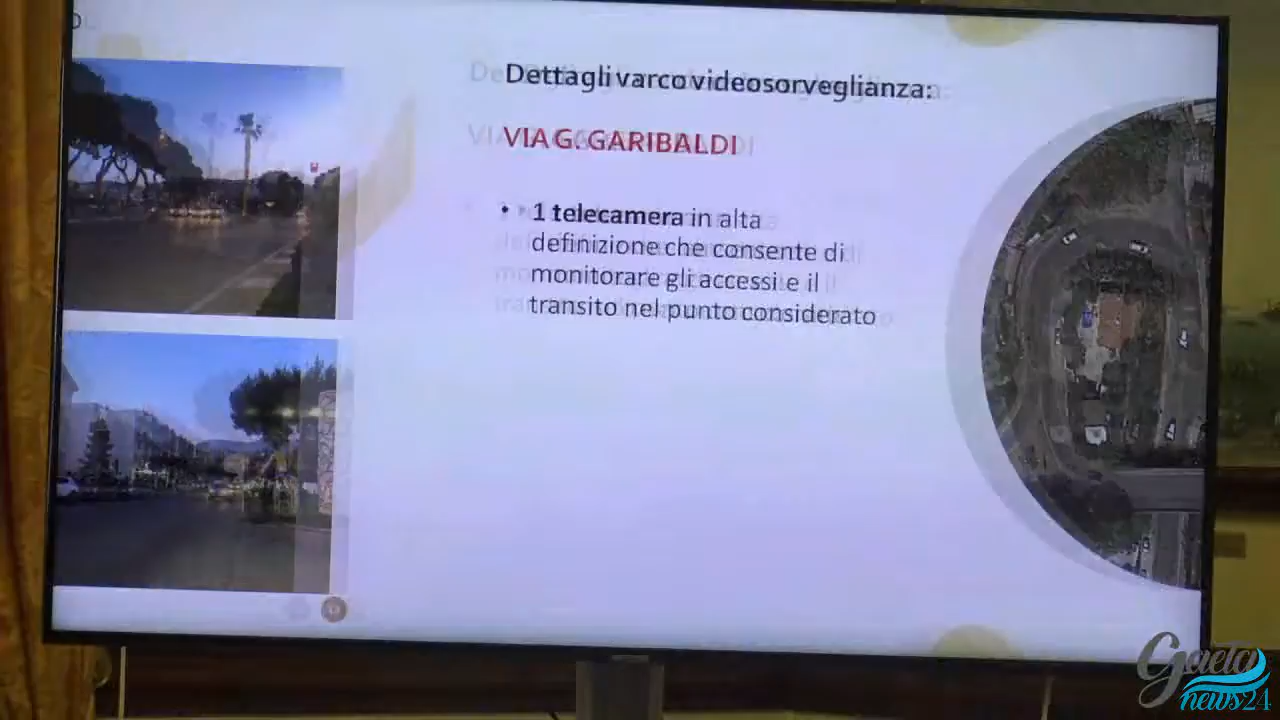 Dettagli varco videosorveglianza:
VIA G. GARIBALDI
• 1 telecamera in alta
definizione che consente di
monitorare gli accessi e il
transito nel punto considerato
Gaeta
news24